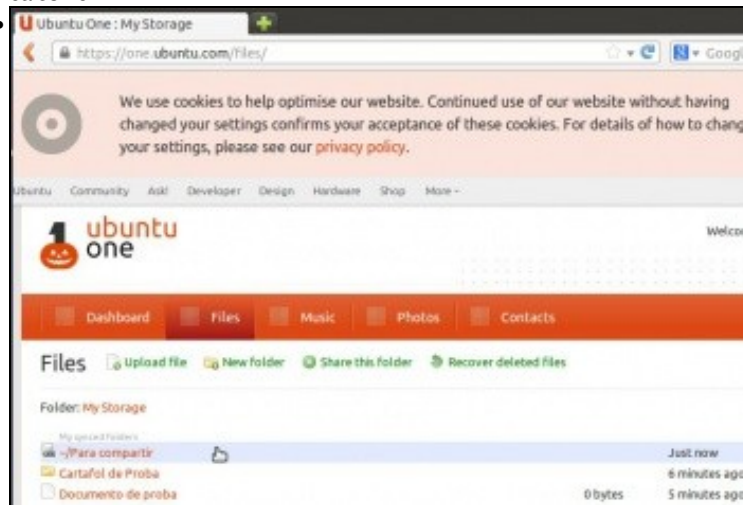 Ubuntu One : My Storage
https://one.ubuntu.com/files/
Googl
We use cookies to help optimise our website. Continued use of our website without having
changed your settings confirms your acceptance of these cookies. For details of how to chang
your settings, please see our privacy policy.
Ubuntu Community Ask! Developer Design Hardware Shop More
ubuntu
one
Welco
Dashboard Files Music Photos Contacts
Files Upload file New folder Share this folder Recover deleted files
Folder: My Storage
My synced folders
~/Para compartir Just now
Cartafol de Proba 6 minutes ago
Documento de proba 0 bytes 5 minutes ago